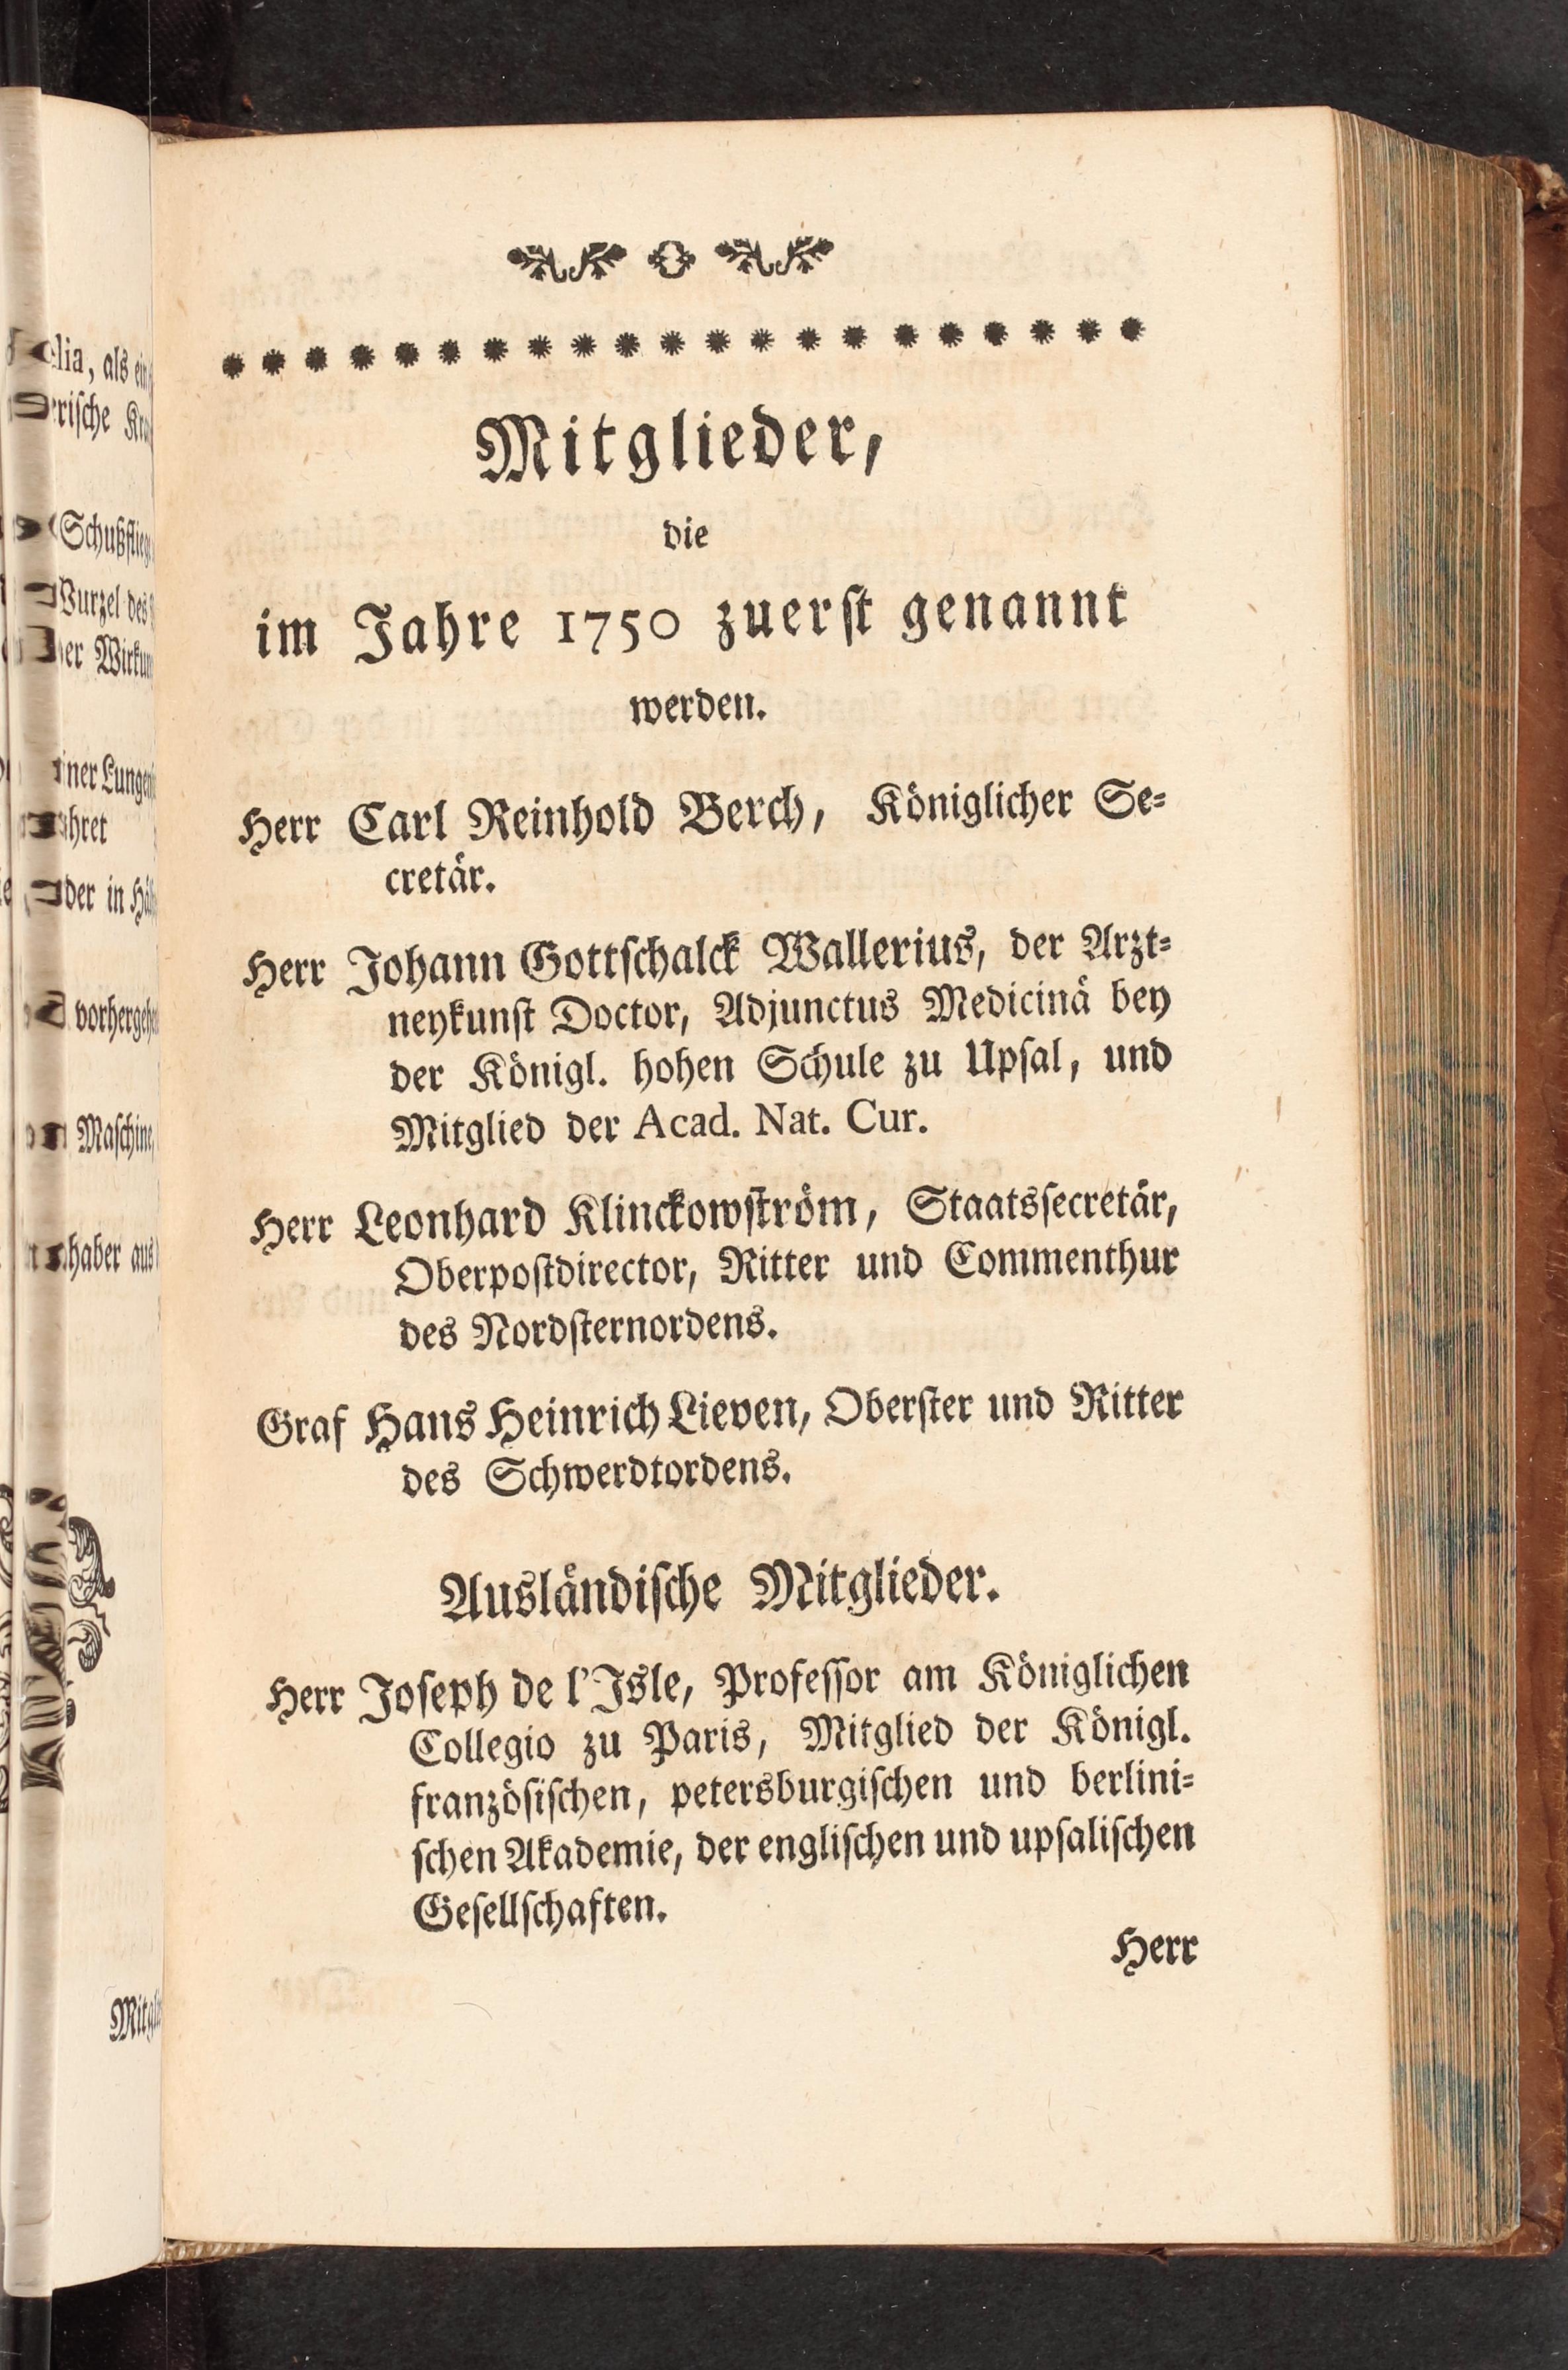 Mitglieder,
die
im Jahre 1750 zuerst genannt
werden.
Herr Carl Reinhold Berch, Königlicher Se-
cretär.
Herr Johann Gottschalck Wallerius, der Arzt-
neykunst Doctor, Adjunctus Medicinä bey
der Königl. hohen Schule zu Upsal, und
Mitglied der Acad. Nat. Cur.
Herr Leonhard Klinckowström, Staatssecretär,
Oberpostdirector, Ritter und Commenthur
des Nordsternordens.
Graf Hans Heinrich Lieven, Oberster und Ritter
des Schwerdtordens.
Ausländische Mitglieder.
Herr Joseph de l'Isle, Professor am Königlichen
Collegio zu Paris, Mitglied der Königl.
französischen, petersburgischen und berlini-
schen Akademie, der englischen und upsalischen
Gesellschaften.
Herr